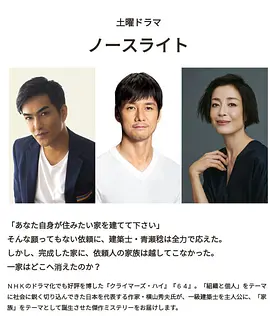 土曜ドラマ
ノースライト
「あなた自身が住みたい家を建てて下さい」
そんな願ってもない依頼に、建築士・青瀬稔は全力で応えた。
しかし、完成した家に、依頼人の家族は越してこなかった。
一家はどこへ消えたのか？
ＮＨＫのドラマ化でも好評を博した『クライマーズ・ハイ』『６４』。「組織と個人」をテーマ
に社会に鋭く切り込んできた日本を代表する作家・横山秀夫氏が、一級建築士を主人公に、「家
族」をテーマとして誕生させた傑作ミステリーをお届けします。